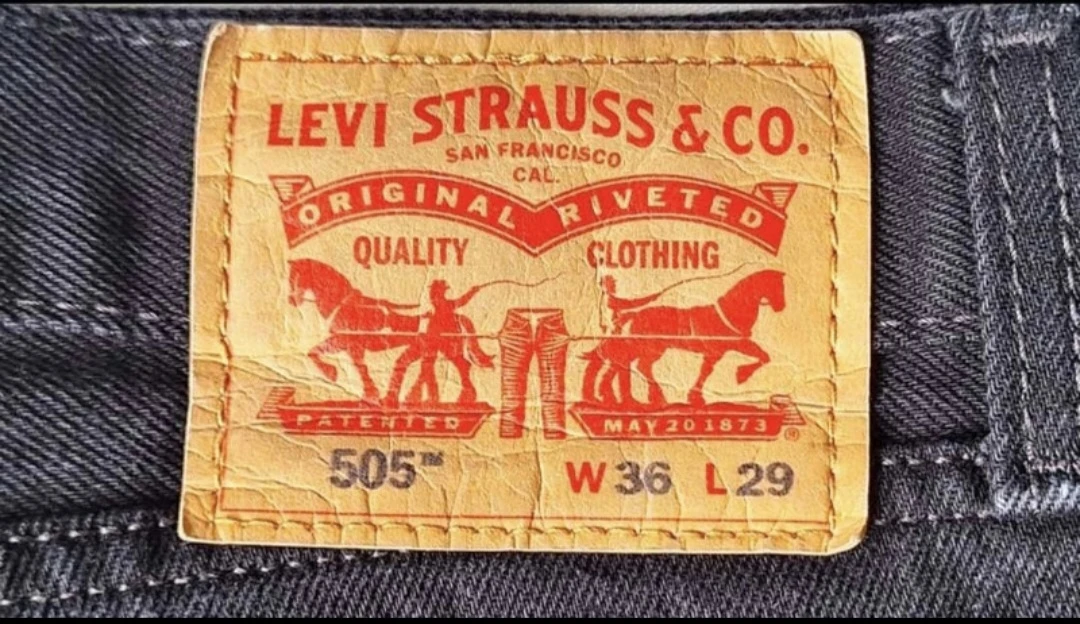 LEVI STRAUSS & CO.
SAN FRANCISCO
CAL.
ORIGINAL RIVETED
QUALITY CLOTHING
PATENTED MAY 20 1873 ®
505™ W36 L29